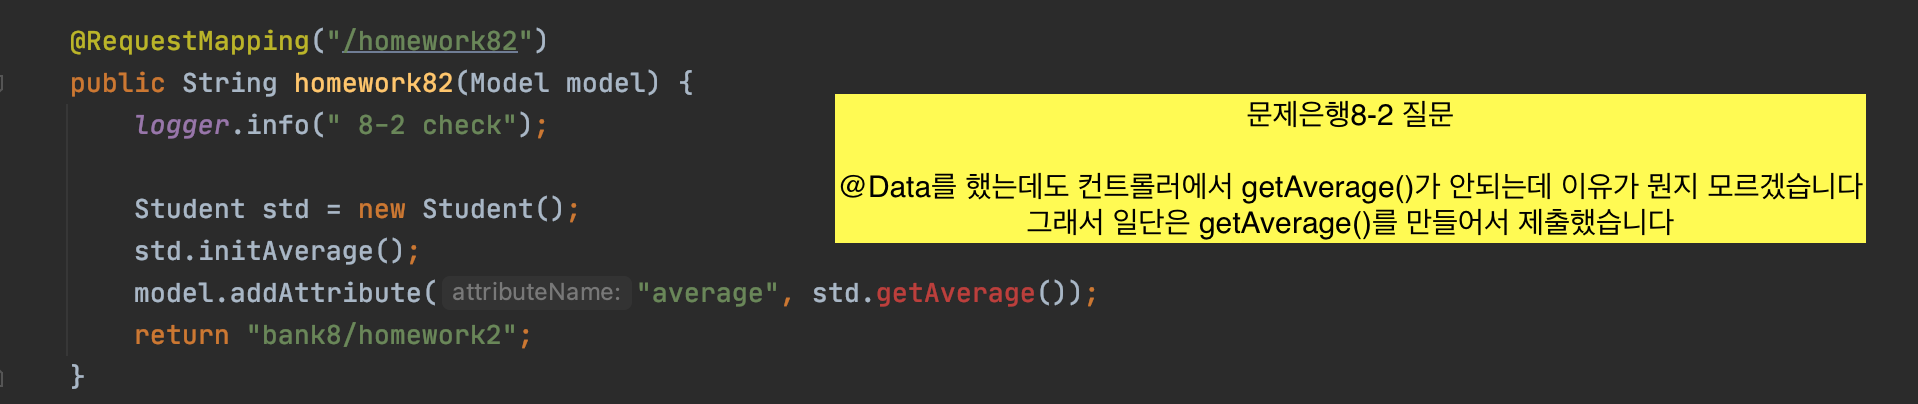 @RequestMapping("/homework82")
public String homework82(Model model) {
logger.info(" 8-2 check");
Student std = new Student();
std.initAverage();
model.addAttribute( attributeName: "average", std.getAverage());
return "bank8/homework2";
}
문제은행8-2 질문
@Data를 했는데도 컨트롤러에서 getAverage()가 안되는데 이유가 뭔지 모르겠습니다
그래서 일단은 getAverage()를 만들어서 제출했습니다